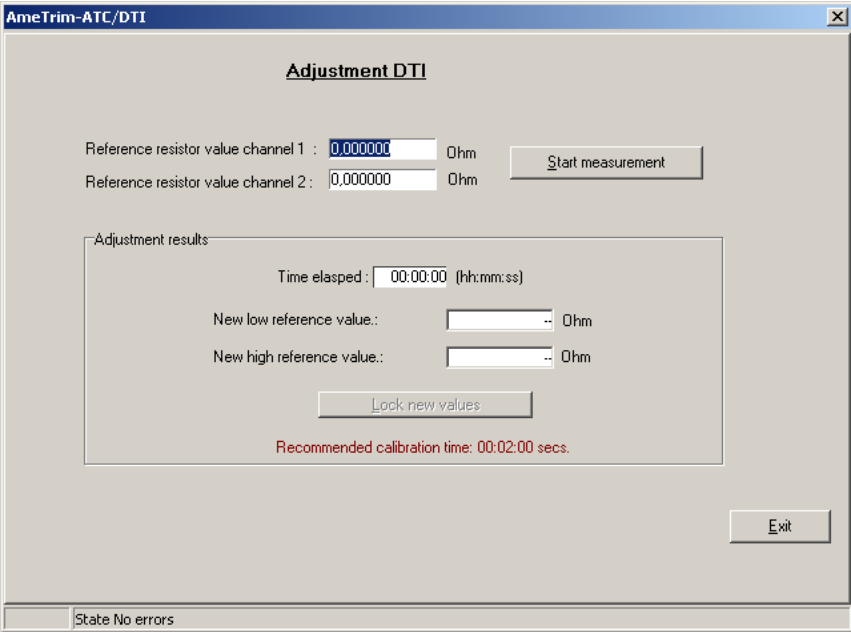 AmeTrim-ATC/DTI
Adjustment DTI
Reference resistor value channel 1 : 0,000000 Ohm
Start measurement
Reference resistor value channel 2 : 0,000000 Ohm
Adjustment results
Time elasped : 00:00:00 (hh:mm:ss)
New low reference value.: -- Ohm
New high reference value.: -- Ohm
Lock new values
Recommended calibration time: 00:02:00 secs.
Exit
State No errors